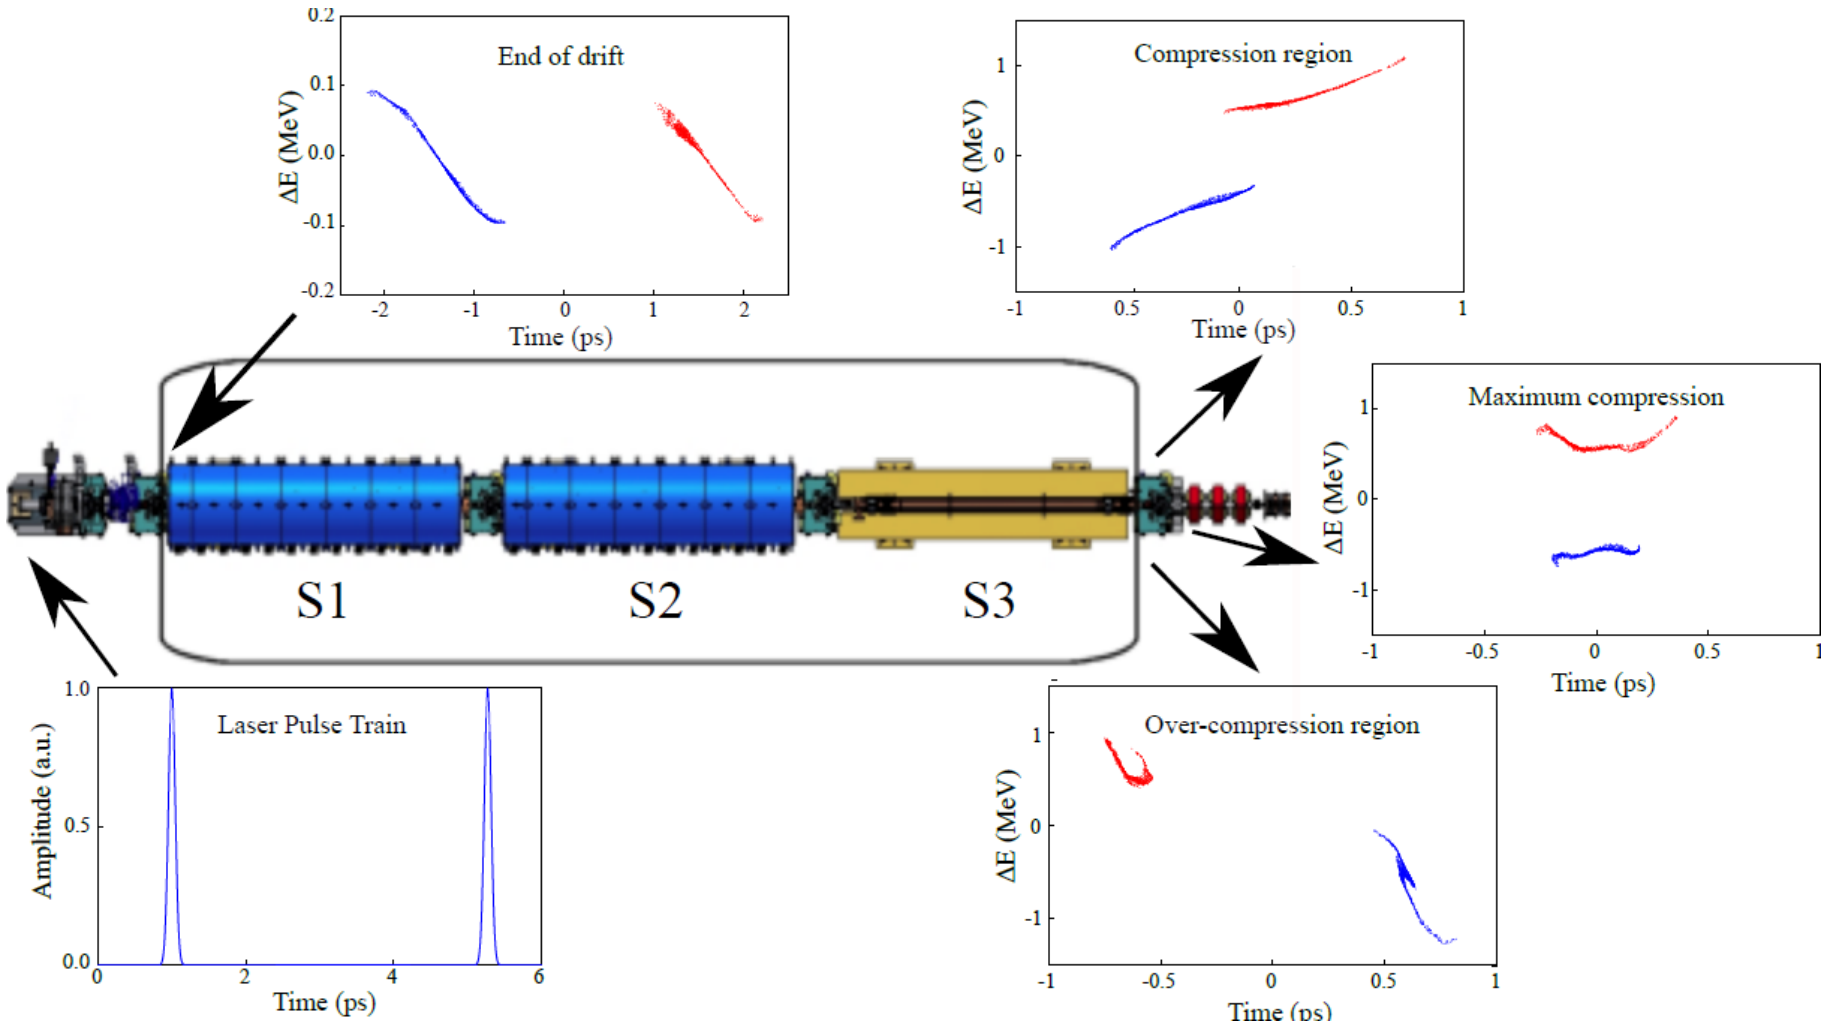 End of drift
0.2
0.1
0.0
-0.1
-0.2
ΔE (MeV)
-2 -1 0 1 2
Time (ps)
Compression region
1
0
-1
ΔE (MeV)
-1 0.5 0 0.5 1
Time (ps)
Maximum compression
1
0
-1
ΔE (MeV)
-1 -0.5 0 0.5 1
Time (ps)
S1 S2 S3
Laser Pulse Train
1.0
0.5
0.0
Amplitude (a.u.)
0 2 4 6
Time (ps)
Over-compression region
1
0
-1
ΔE (MeV)
-1 -0.5 0 0.5 1
Time (ps)